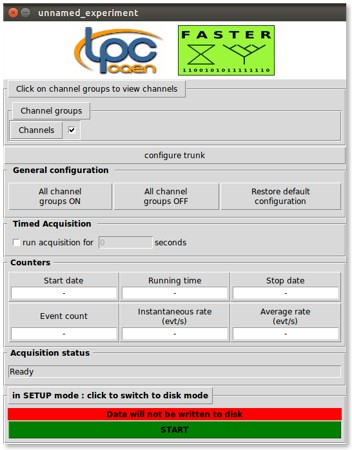 unnamed_experiment
LPC
caen
FASTER
110010101111110
Click on channel groups to view channels
Channel groups
Channels
configure trunk
General configuration
All channel
groups ON
All channel
groups OFF
Restore default
configuration
Timed Acquisition
run acquisition for 0 seconds
Counters
Start date
Running time
Stop date
-
-
-
Event count
Instantaneous rate
(evt/s)
Average rate
(evt/s)
-
-
-
Acquisition status
Ready
in SETUP mode : click to switch to disk mode
Data will not be written to disk
START